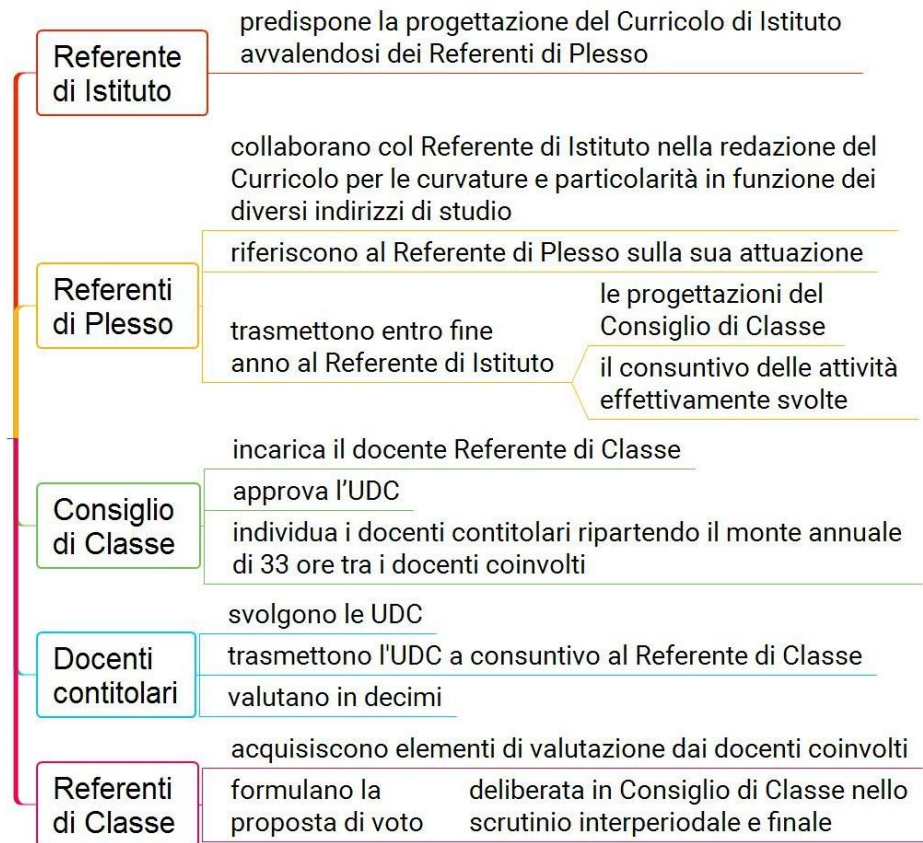 Referente
di Istituto
predispone la progettazione del Curricolo di Istituto
avvalendosi dei Referenti di Plesso
Referenti
di Plesso
collaborano col Referente di Istituto nella redazione del
Curricolo per le curvature e particolarità in funzione dei
diversi indirizzi di studio
riferiscono al Referente di Plesso sulla sua attuazione
trasmettono entro fine
anno al Referente di Istituto
le progettazioni del
Consiglio di Classe
il consuntivo delle attività
effettivamente svolte
Consiglio
di Classe
incarica il docente Referente di Classe
approva l’UDC
individua i docenti contitolari ripartendo il monte annuale
di 33 ore tra i docenti coinvolti
Docenti
contitolari
svolgono le UDC
trasmettono l'UDC a consuntivo al Referente di Classe
valutano in decimi
Referenti
di Classe
acquisiscono elementi di valutazione dai docenti coinvolti
formulano la
proposta di voto
deliberata in Consiglio di Classe nello
scrutinio interperiodale e finale